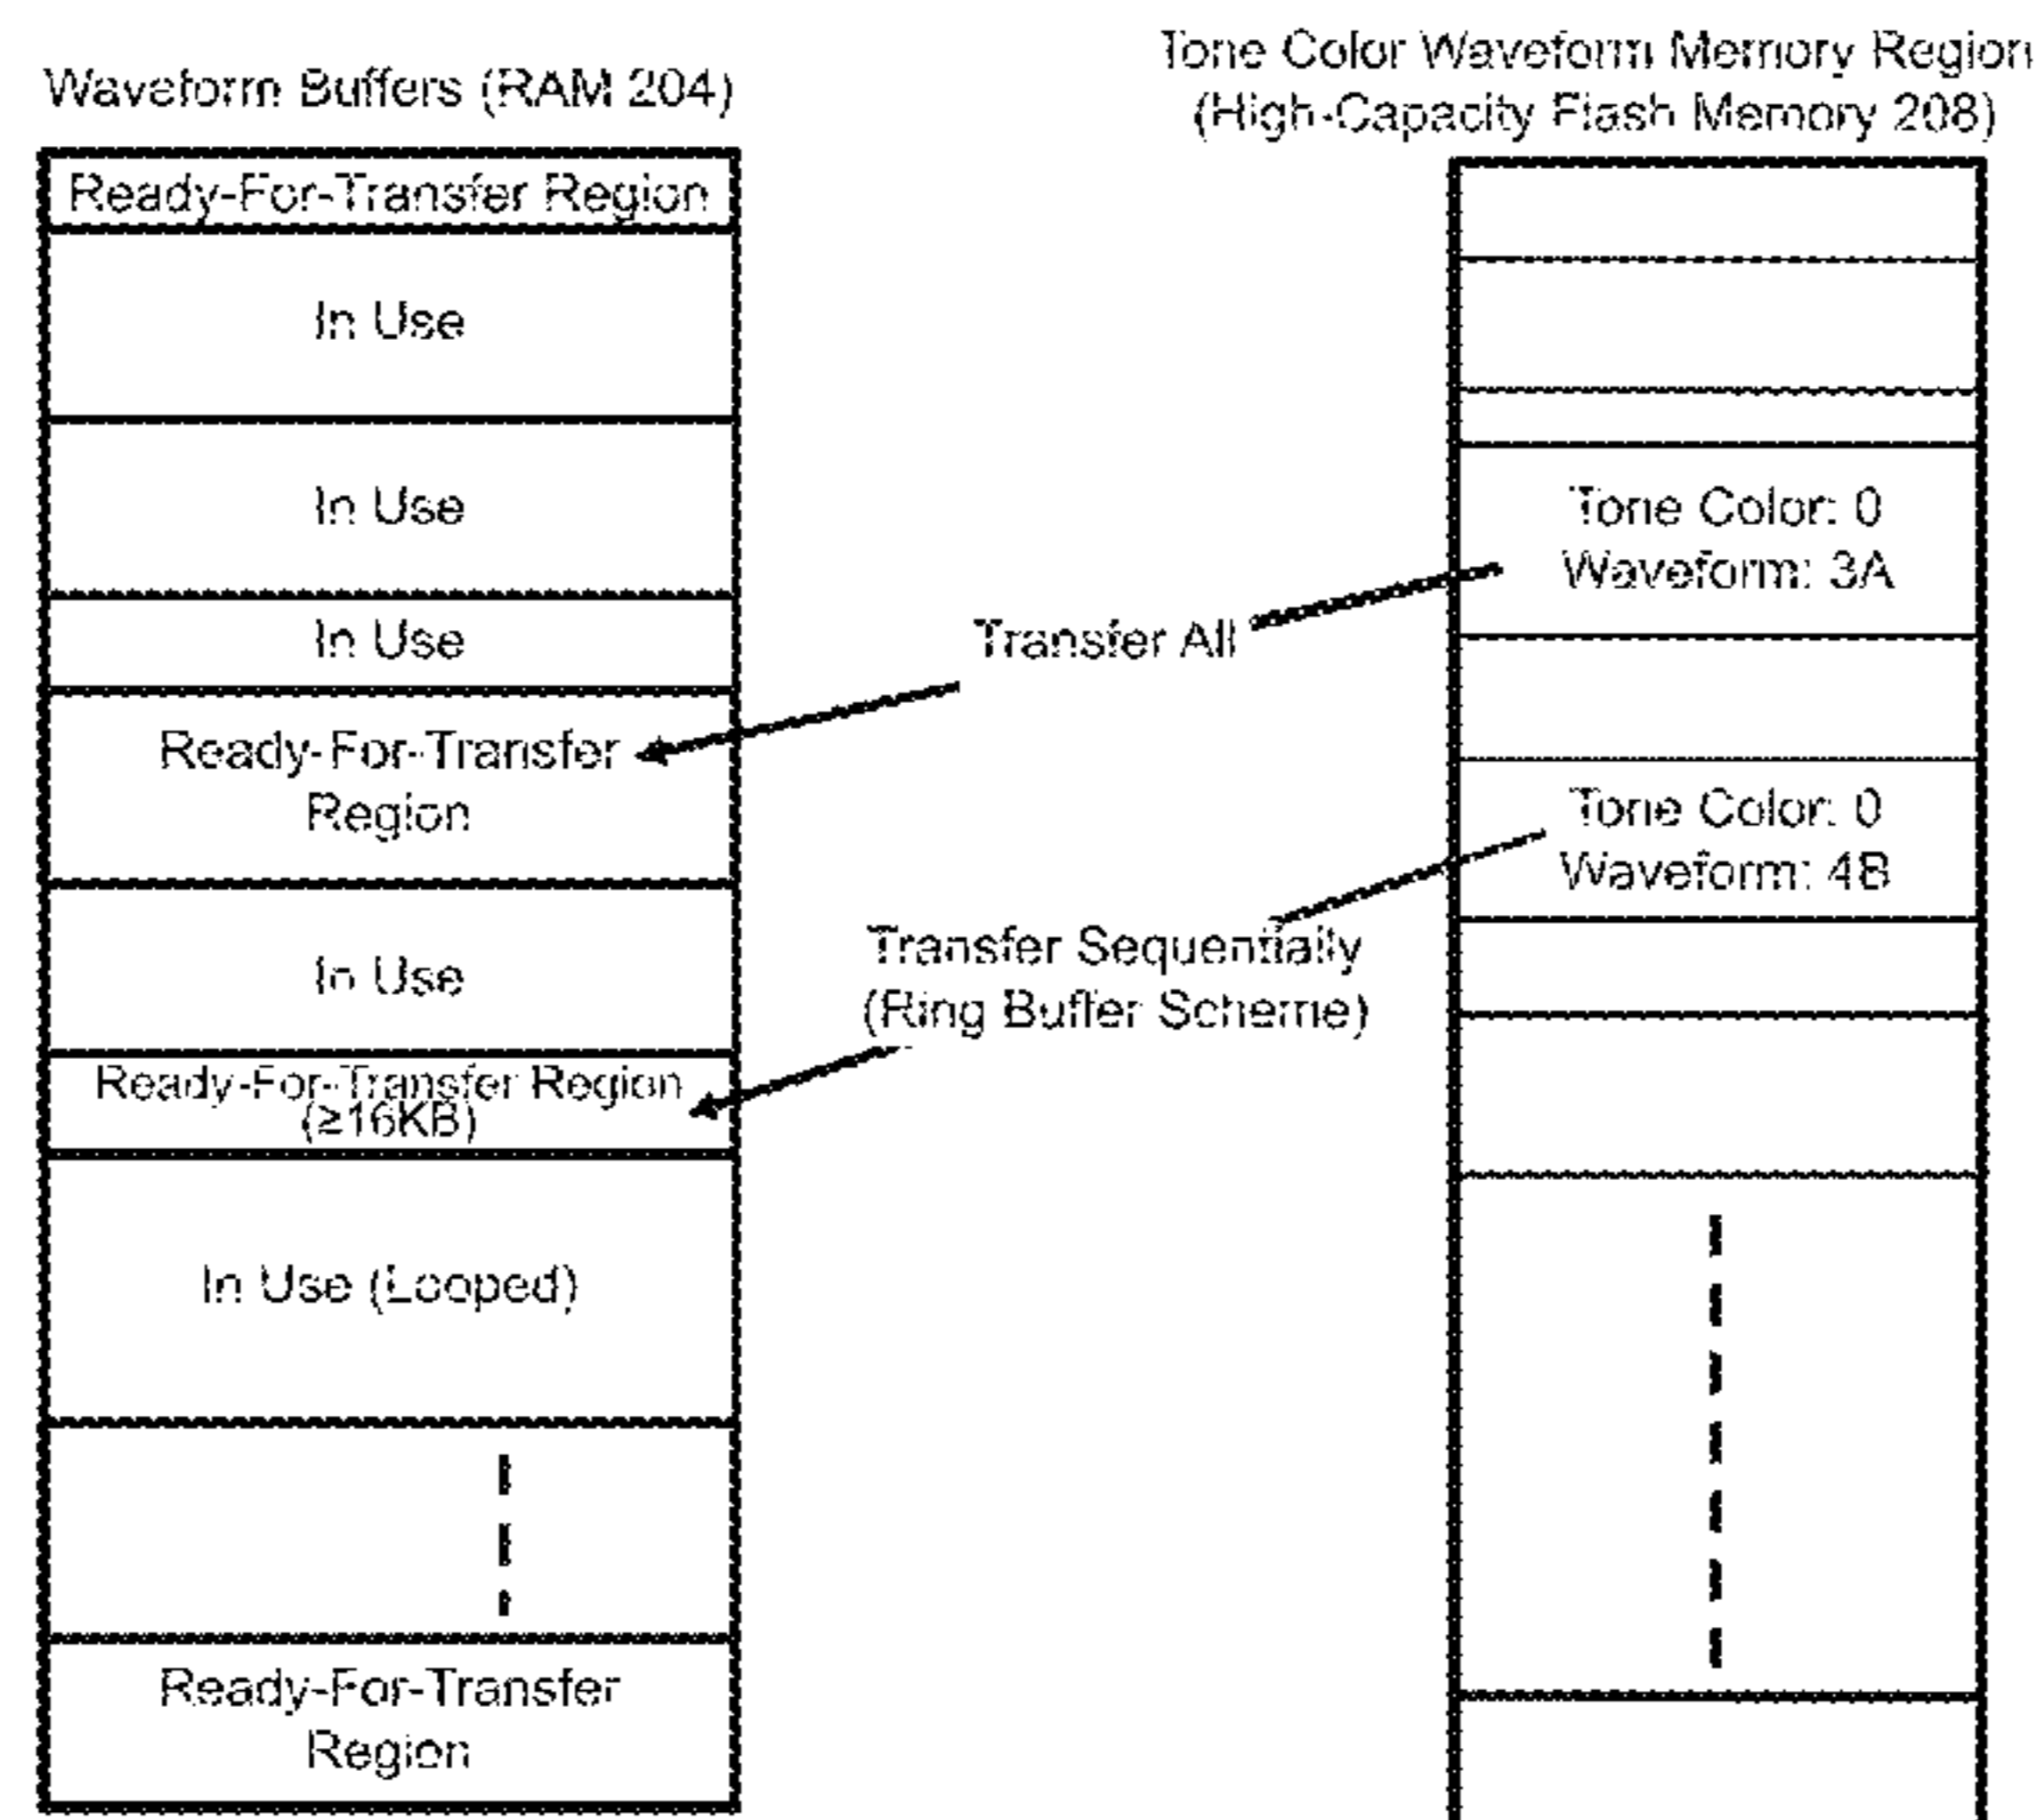 Waveform Buffers (RAM 204)
Ready-For-Transfer Region
In Use
In Use
In Use
Ready-For-Transfer
Region
In Use
Ready-For-Transfer Region
(≥16KB)
In Use (Looped)
Ready-For-Transfer
Region
Transfer All
Transfer Sequentially
(Ring Buffer Scheme)
Tone Color Waveform Memory Region
(High-Capacity Flash Memory 208)
Tone Color: 0
Waveform: 3A
Tone Color: 0
Waveform: 4B